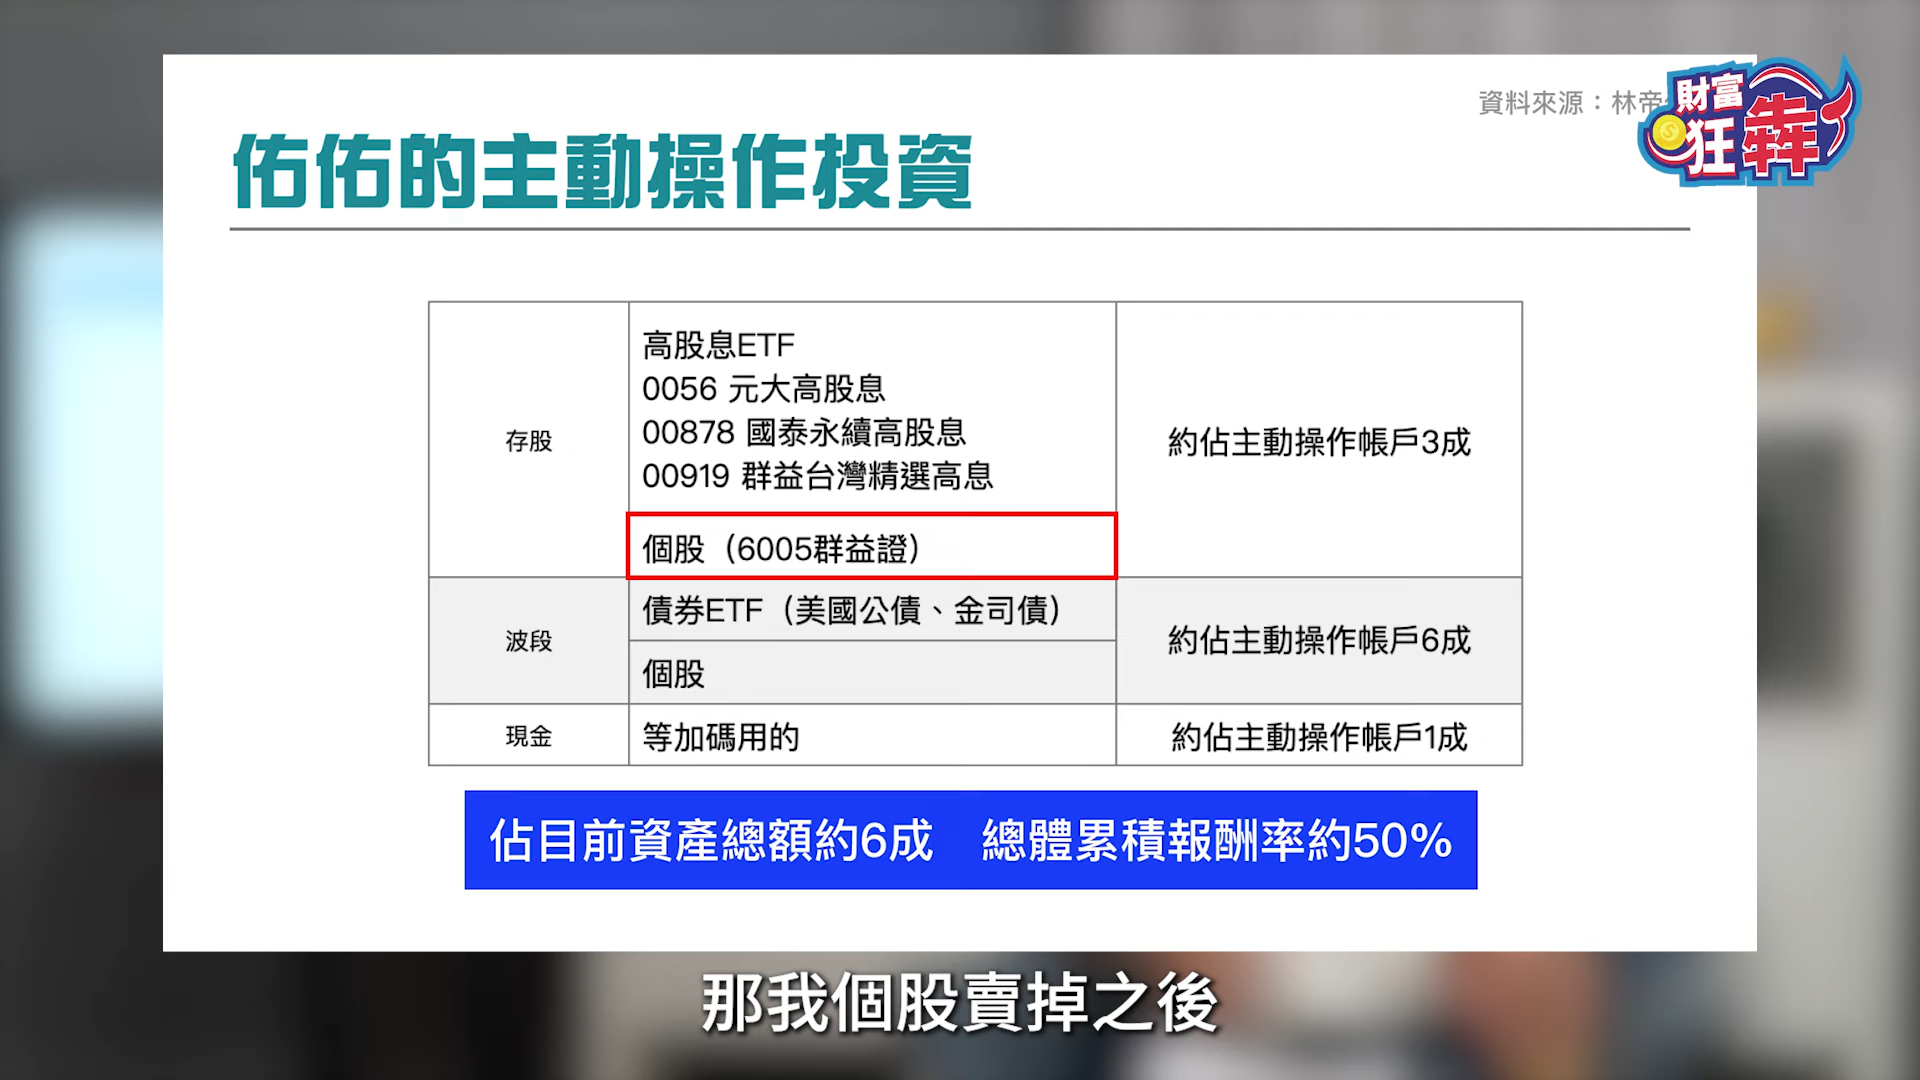 資料來源：林帝
財富
狂犇
佑佑的主動操作投資
存股
高股息ETF
0056 元大高股息
00878 國泰永續高股息
00919 群益台灣精選高息
個股（6005群益證）
約佔主動操作帳戶3成
波段
債券ETF（美國公債、金司債）
個股
約佔主動操作帳戶6成
現金
等加碼用的
約佔主動操作帳戶1成
佔目前資產總額約6成 總體累積報酬率約50%
那我個股賣掉之後